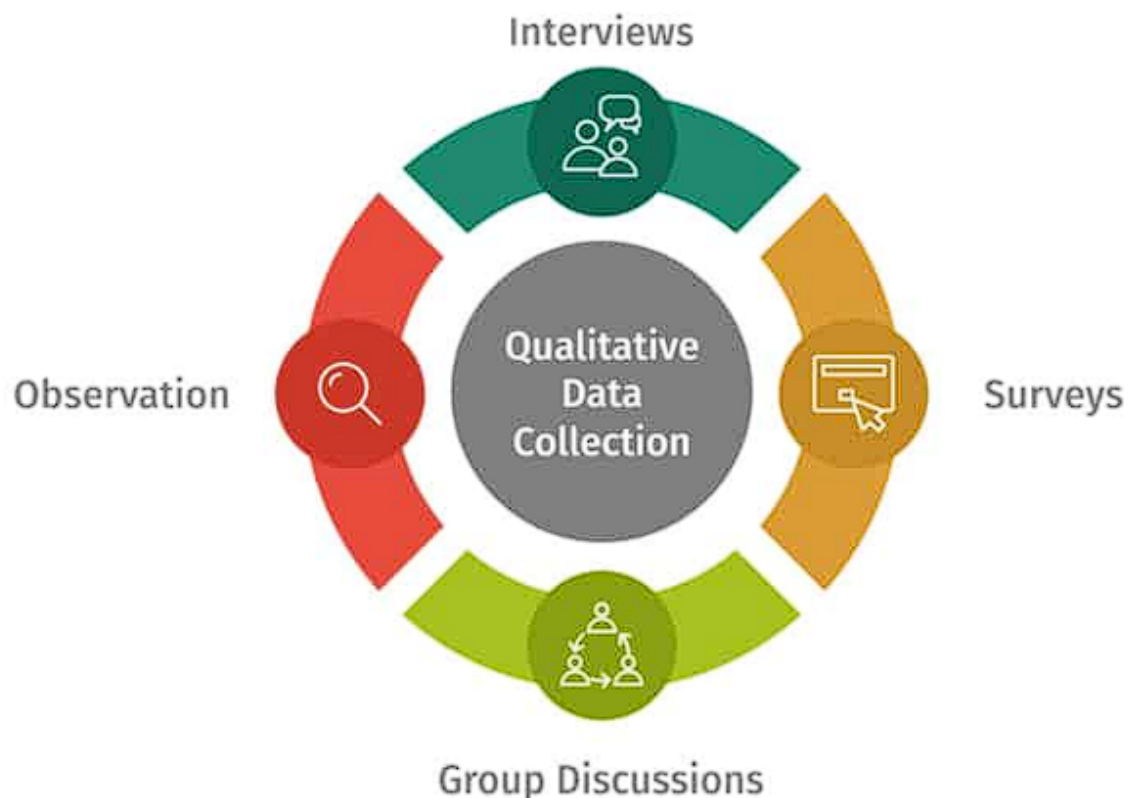 Interviews
Observation
Qualitative
Data
Collection
Surveys
Group Discussions